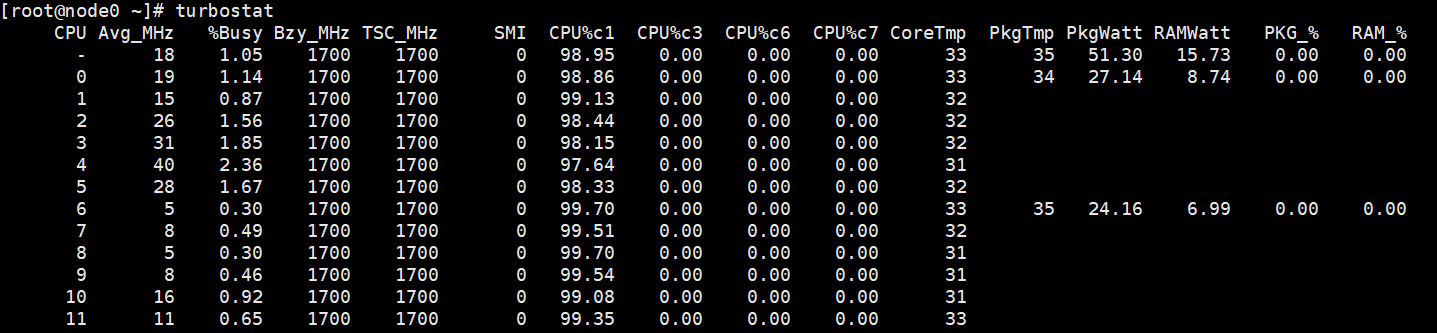 [root@node0 ~]# turbostat
CPU Avg_MHz %Busy Bzy_MHz TSC_MHz SMI CPU%c1 CPU%c3 CPU%c6 CPU%c7 CoreTmp PkgTmp PkgWatt RAMWatt PKG_% RAM_%
- 18 1.05 1700 1700 0 98.95 0.00 0.00 0.00 33 35 51.30 15.73 0.00 0.00
0 19 1.14 1700 1700 0 98.86 0.00 0.00 0.00 33 34 27.14 8.74 0.00 0.00
1 15 0.87 1700 1700 0 99.13 0.00 0.00 0.00 32
2 26 1.56 1700 1700 0 98.44 0.00 0.00 0.00 32
3 31 1.85 1700 1700 0 98.15 0.00 0.00 0.00 32
4 40 2.36 1700 1700 0 97.64 0.00 0.00 0.00 31
5 28 1.67 1700 1700 0 98.33 0.00 0.00 0.00 32
6 5 0.30 1700 1700 0 99.70 0.00 0.00 0.00 33 35 24.16 6.99 0.00 0.00
7 8 0.49 1700 1700 0 99.51 0.00 0.00 0.00 32
8 5 0.30 1700 1700 0 99.70 0.00 0.00 0.00 31
9 8 0.46 1700 1700 0 99.54 0.00 0.00 0.00 31
10 16 0.92 1700 1700 0 99.08 0.00 0.00 0.00 31
11 11 0.65 1700 1700 0 99.35 0.00 0.00 0.00 33